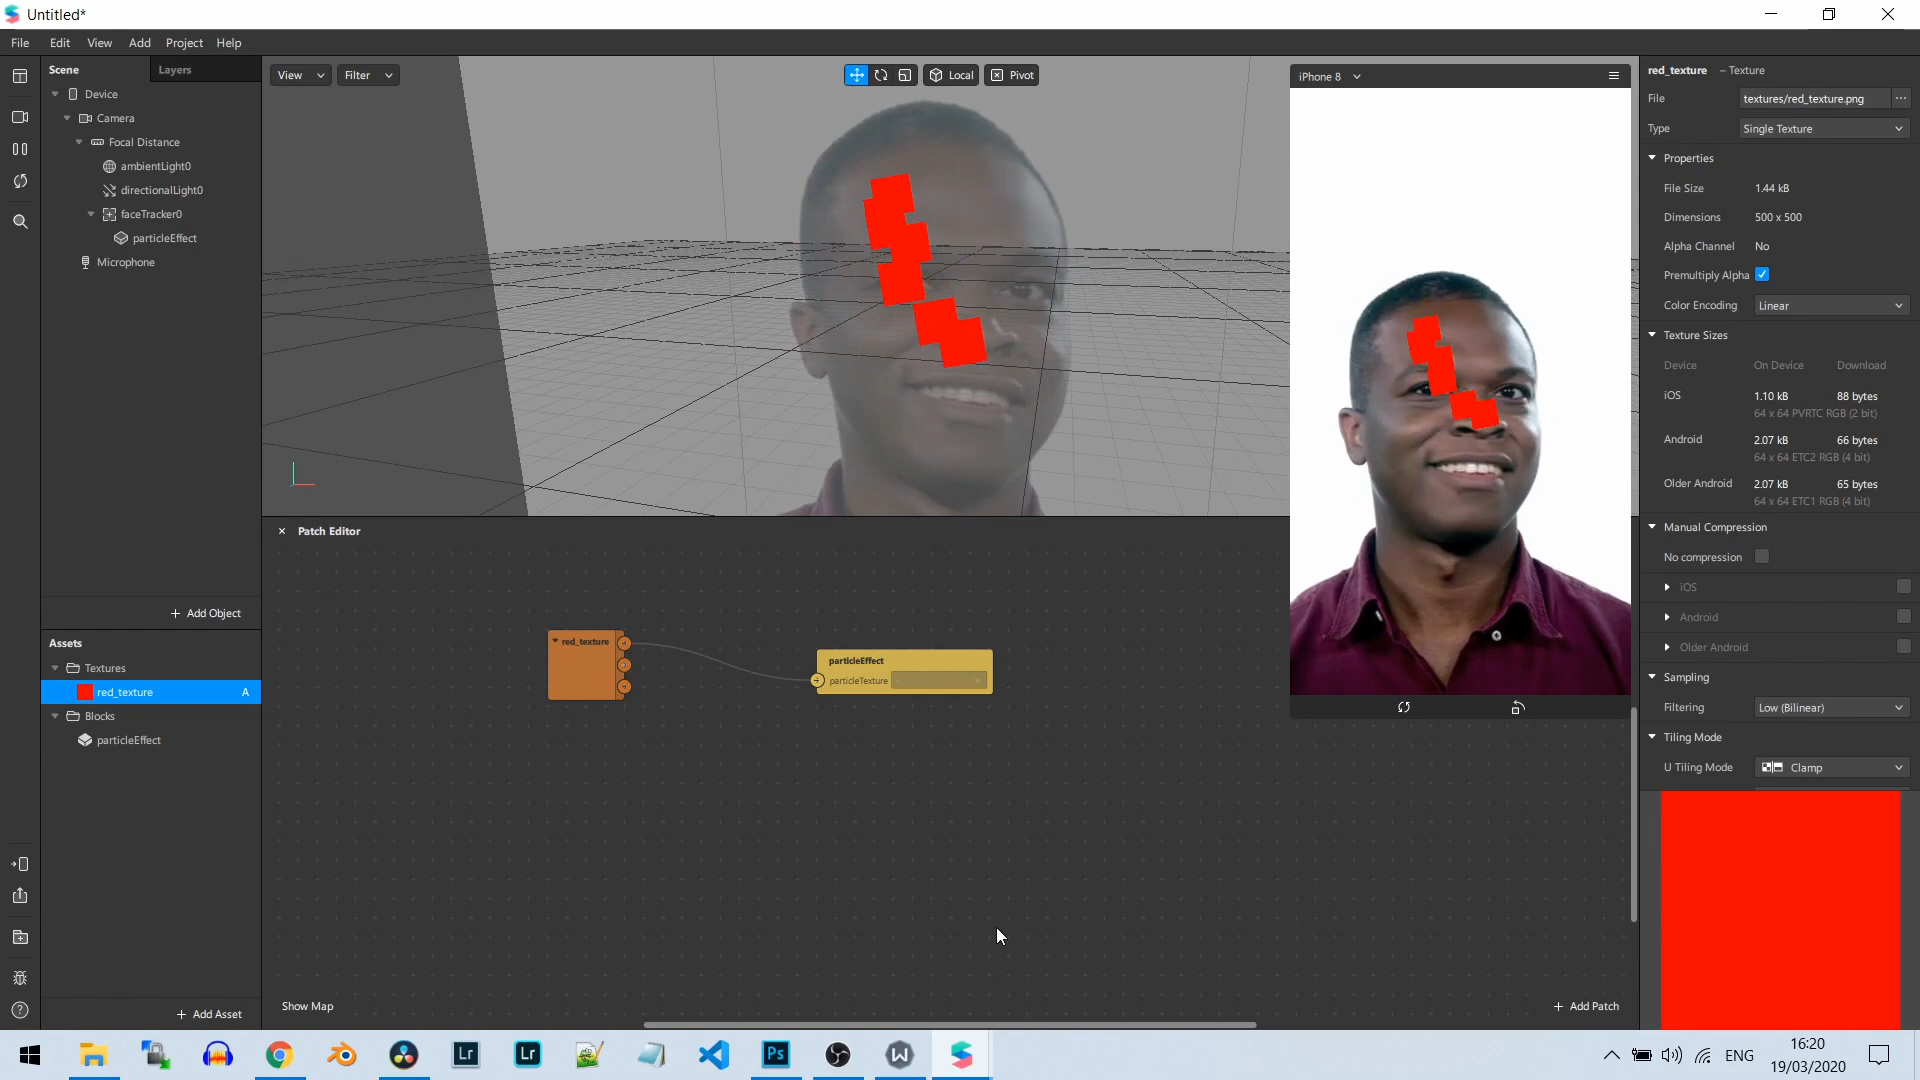 Untitled*
File Edit View Add Project Help
Scene Layers
Device
Camera
Focal Distance
ambientLight0
directionalLight0
faceTracker0
particleEffect
Microphone
+ Add Object
Assets
Textures
red_texture A
Blocks
particleEffect
+ Add Asset
View Filter Local Pivot
iPhone 8
Patch Editor
red_texture
particleEffect
particleTexture
Show Map
+ Add Patch
red_texture – Texture
File textures/red_texture.png ...
Type Single Texture
Properties
File Size 1.44 kB
Dimensions 500 x 500
Alpha Channel No
Premultiply Alpha
Color Encoding Linear
Texture Sizes
Device On Device Download
iOS 1.10 kB 88 bytes
64 x 64 PVRTC RGB (2 bit)
Android 2.07 kB 66 bytes
64 x 64 ETC2 RGB (4 bit)
Older Android 2.07 kB 65 bytes
64 x 64 ETC1 RGB (4 bit)
Manual Compression
No compression
iOS
Android
Older Android
Sampling
Filtering Low (Bilinear)
Tiling Mode
U Tiling Mode Clamp
Lr Lr Ps W
ENG
16:20
19/03/2020